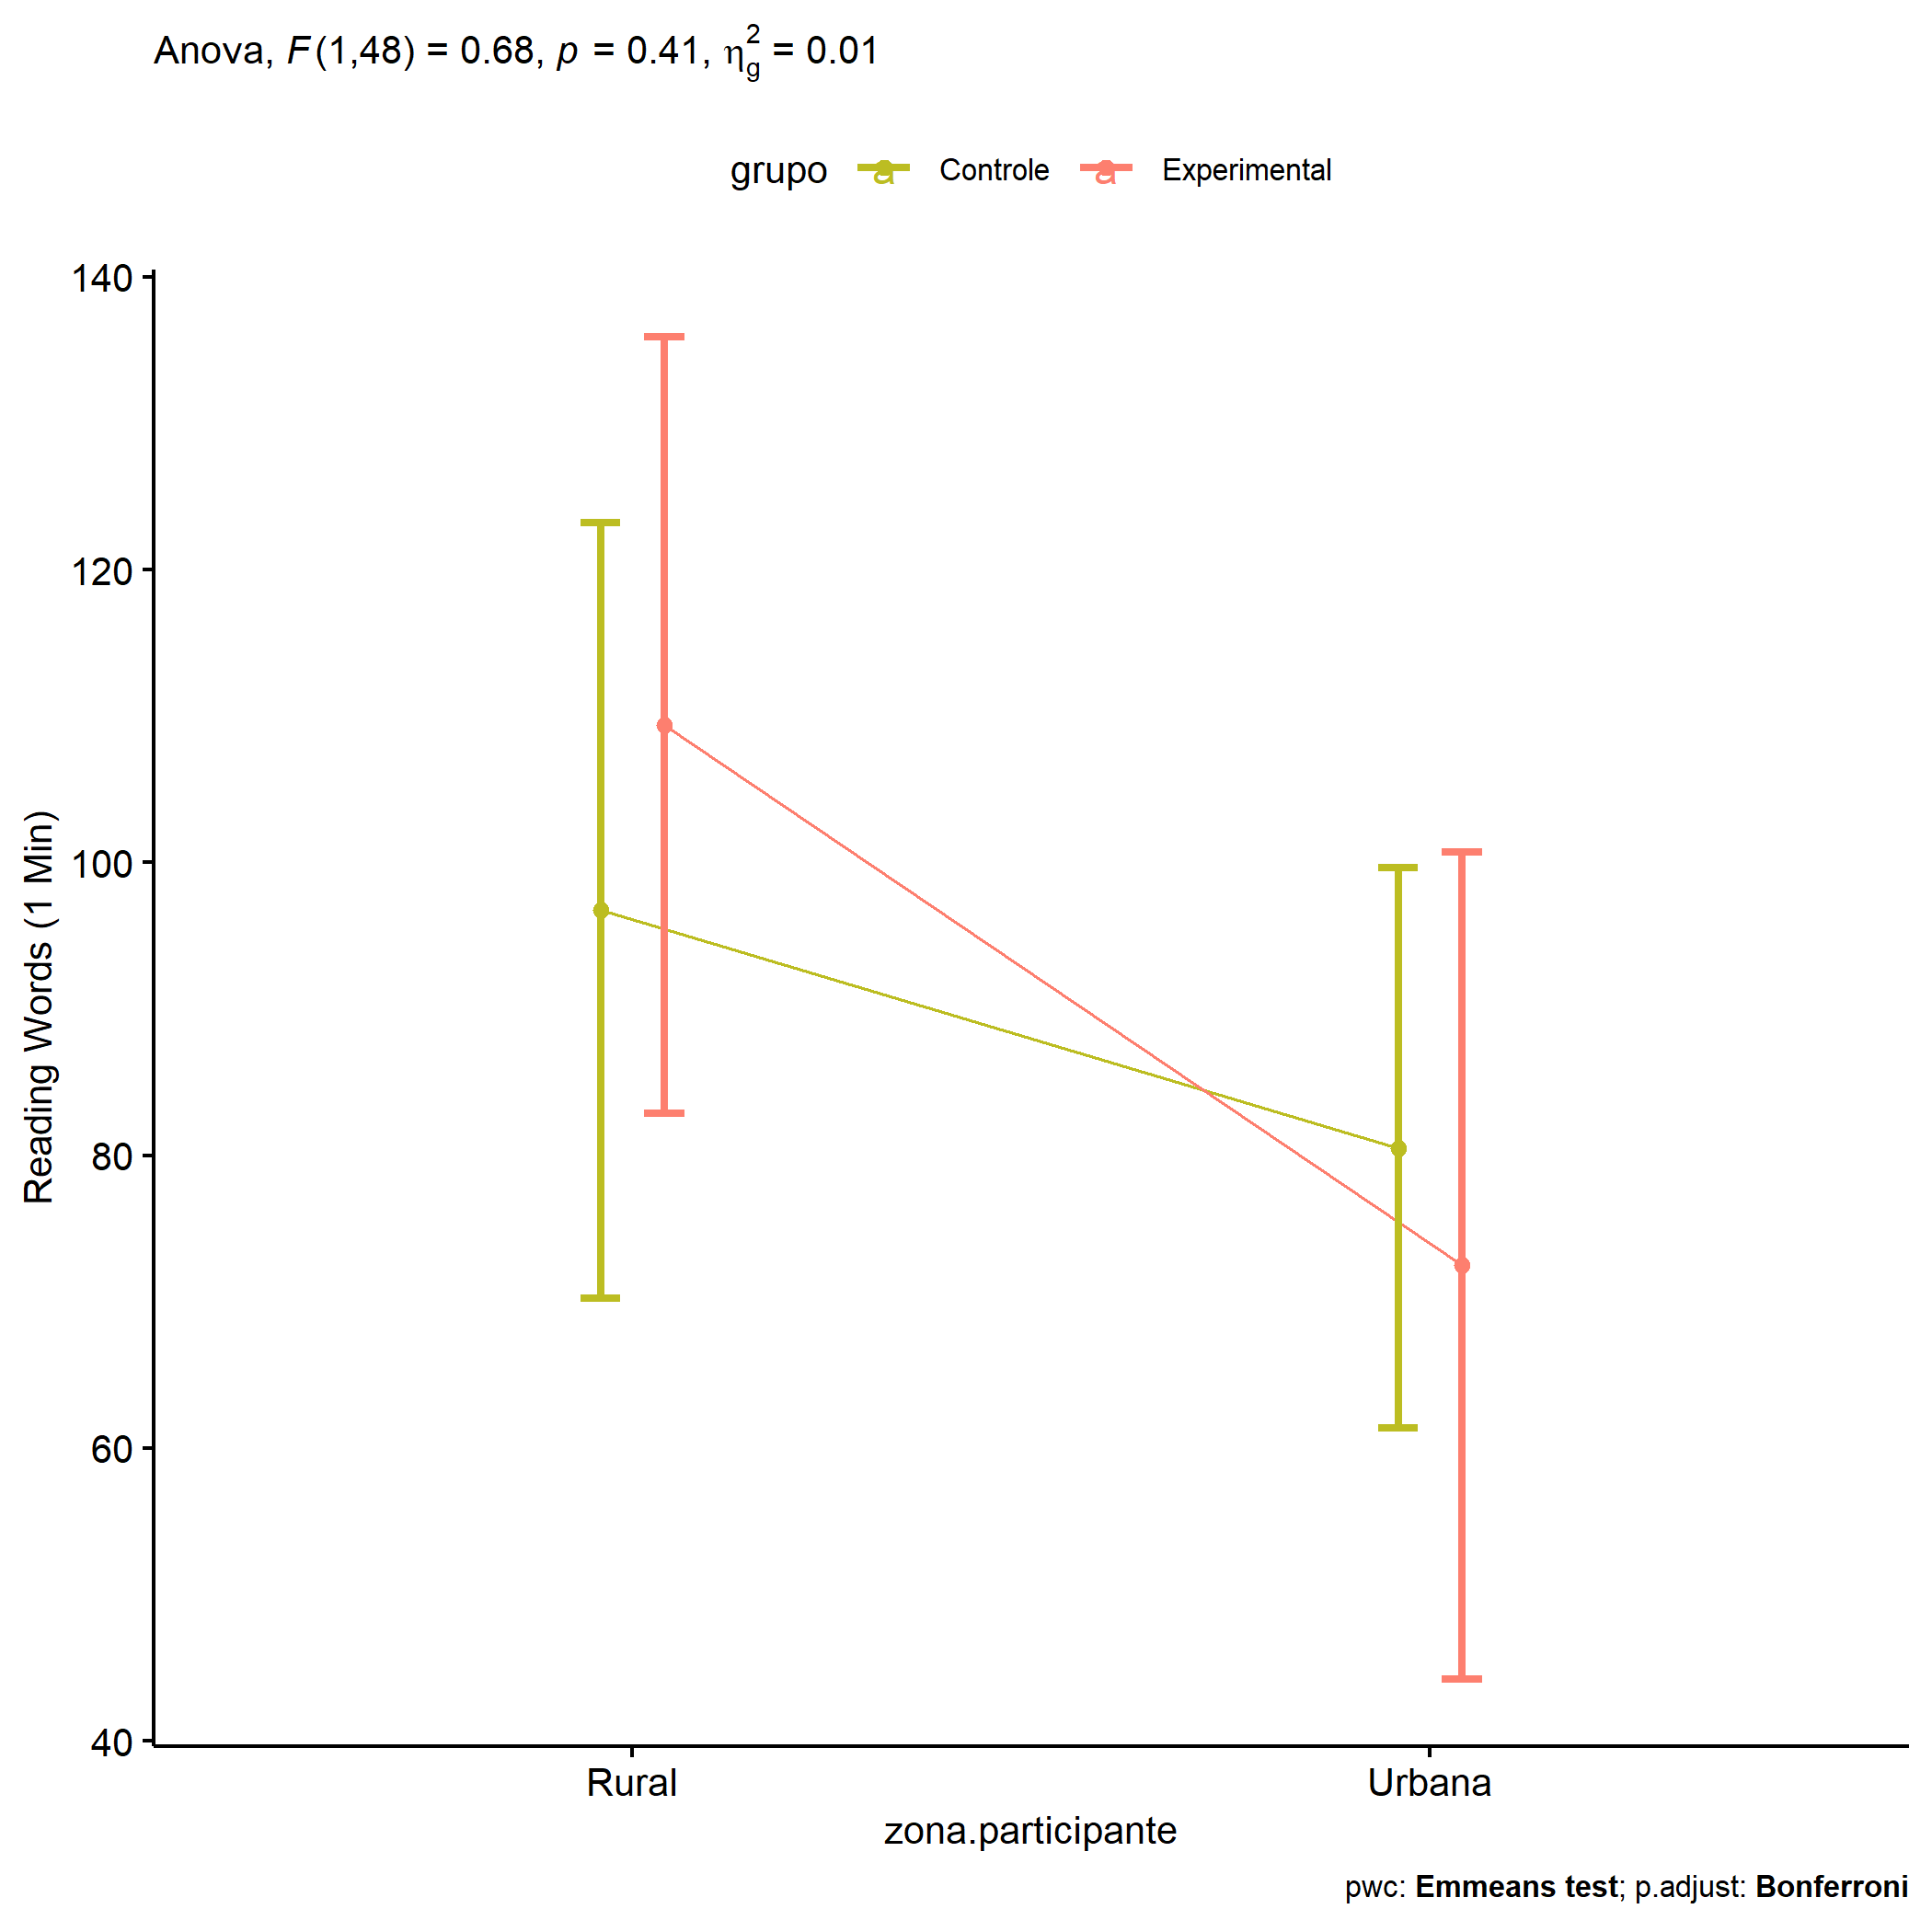 Anova, F(1,48) = 0.68, p = 0.41, η²g = 0.01
grupo a Controle a Experimental
140
120
100
80
60
40
Reading Words (1 Min)
Rural Urbana
zona.participante
pwc: Emmeans test; p.adjust: Bonferroni